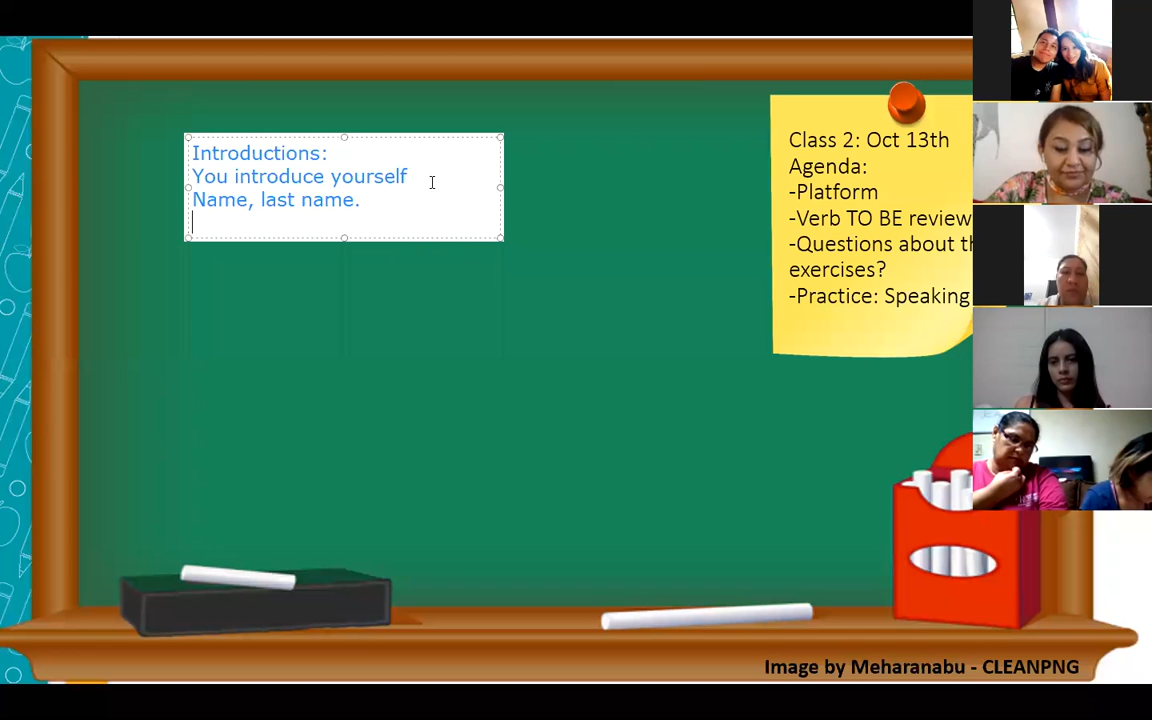 Introductions:
You introduce yourself
Name, last name.
Class 2: Oct 13th
Agenda:
-Platform
-Verb TO BE review
-Questions about
exercises?
-Practice: Speaking
Image by Meharanabu - CLEANPNG